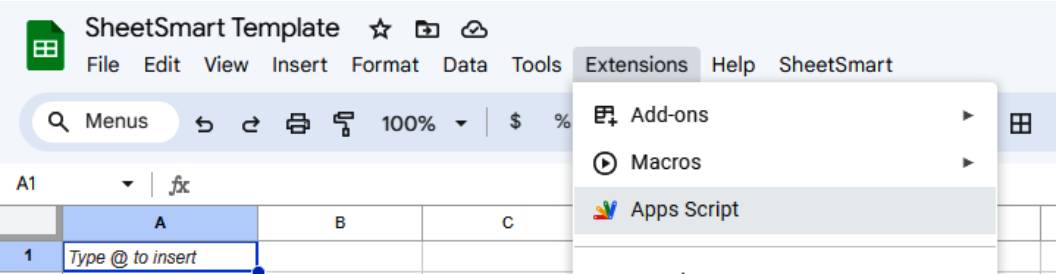 SheetSmart Template
File Edit View Insert Format Data Tools Extensions Help SheetSmart
Menus 100% $ %
Add-ons
Macros
A1 fx
Apps Script
A B C
1 Type @ to insert